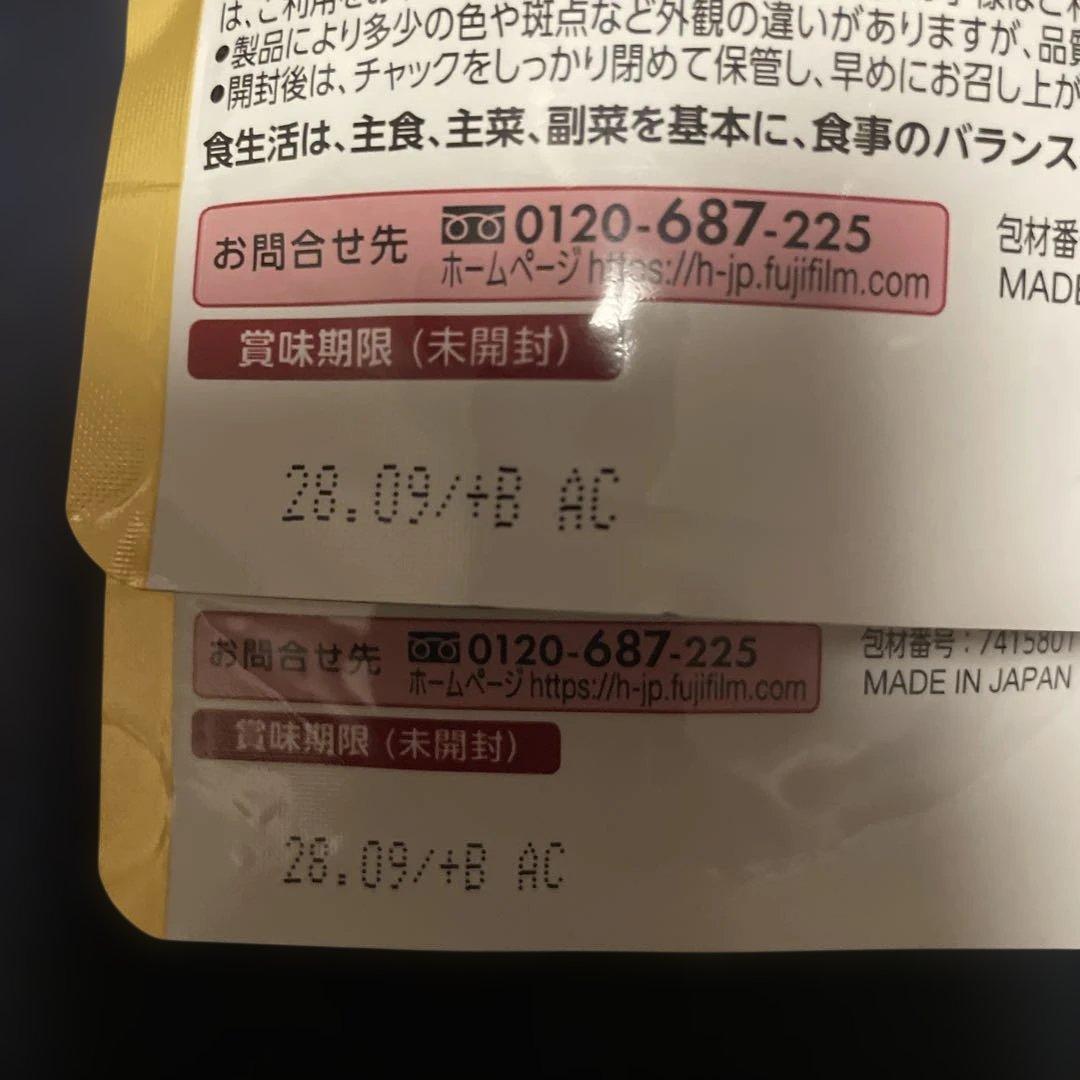 は、ご利用をお
●製品により多少の色や斑点など外観の違いがありますが、品質
●開封後は、チャックをしっかり閉めて保管し、早めにお召し上が
食生活は、主食、主菜、副菜を基本に、食事のバランス
お問合せ先 0120-687-225
ホームページ https://h-jp.fujifilm.com
包材番
MADE
賞味期限（未開封）
28.09/+B AC
お問合せ先 0120-687-225
ホームページ https://h-jp.fujifilm.com
包材番号：7415801
MADE IN JAPAN
賞味期限（未開封）
28.09/+B AC